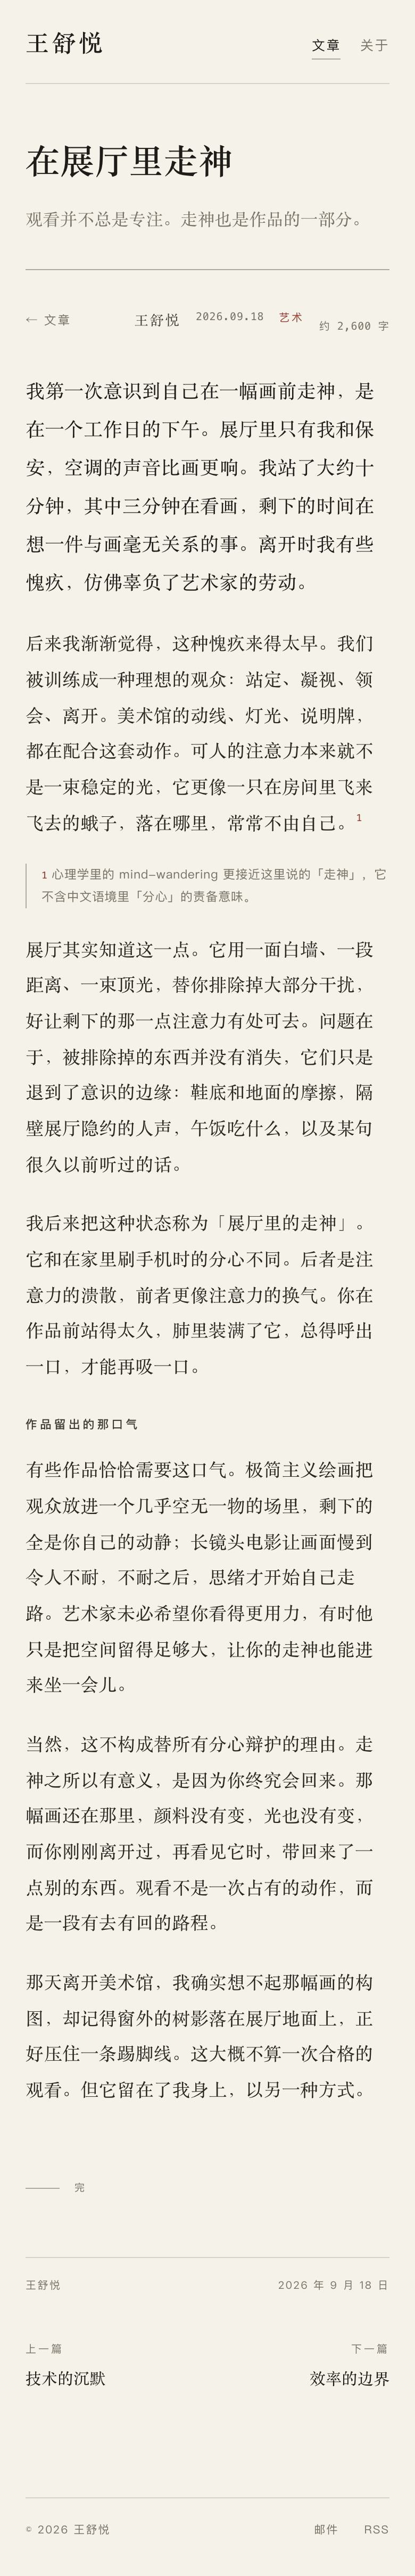 王舒悦
文章 关于
在展厅里走神
观看并不总是专注。走神也是作品的一部分。
← 文章 王舒悦 2026.09.18 艺术 约 2,600 字
我第一次意识到自己在一幅画前走神，是
在一个工作日的下午。展厅里只有我和保
安，空调的声音比画更响。我站了大约十
分钟，其中三分钟在看画，剩下的时间在
想一件与画毫无关系的事。离开时我有些
愧疚，仿佛辜负了艺术家的劳动。
后来我渐渐觉得，这种愧疚来得太早。我们
被训练成一种理想的观众：站定、凝视、领
会、离开。美术馆的动线、灯光、说明牌，
都在配合这套动作。可人的注意力本来就不
是一束稳定的光，它更像一只在房间里飞来
飞去的蛾子，落在哪里，常常不由自己。1
1 心理学里的 mind-wandering 更接近这里说的「走神」，它
不含中文语境里「分心」的责备意味。
展厅其实知道这一点。它用一面白墙、一段
距离、一束顶光，替你排除掉大部分干扰，
好让剩下的那一点注意力有处可去。问题在
于，被排除掉的东西并没有消失，它们只是
退到了意识的边缘：鞋底和地面的摩擦，隔
壁展厅隐约的人声，午饭吃什么，以及某句
很久以前听过的话。
我后来把这种状态称为「展厅里的走神」。
它和在家里刷手机时的分心不同。后者是注
意力的溃散，前者更像注意力的换气。你在
作品前站得太久，肺里装满了它，总得呼出
一口，才能再吸一口。
作品留出的那口气
有些作品恰恰需要这口气。极简主义绘画把
观众放进一个几乎空无一物的场里，剩下的
全是你自己的动静；长镜头电影让画面慢到
令人不耐，不耐之后，思绪才开始自己走
路。艺术家未必希望你看得更用力，有时他
只是把空间留得足够大，让你的走神也能进
来坐一会儿。
当然，这不构成替所有分心辩护的理由。走
神之所以有意义，是因为你终究会回来。那
幅画还在那里，颜料没有变，光也没有变，
而你刚刚离开过，再看见它时，带回来了一
点别的东西。观看不是一次占有的动作，而
是一段有去有回的路程。
那天离开美术馆，我确实想不起那幅画的构
图，却记得窗外的树影落在展厅地面上，正
好压住一条踢脚线。这大概不算一次合格的
观看。但它留在了我身上，以另一种方式。
完
王舒悦 2026 年 9 月 18 日
上一篇 下一篇
技术的沉默 效率的边界
© 2026 王舒悦 邮件 RSS